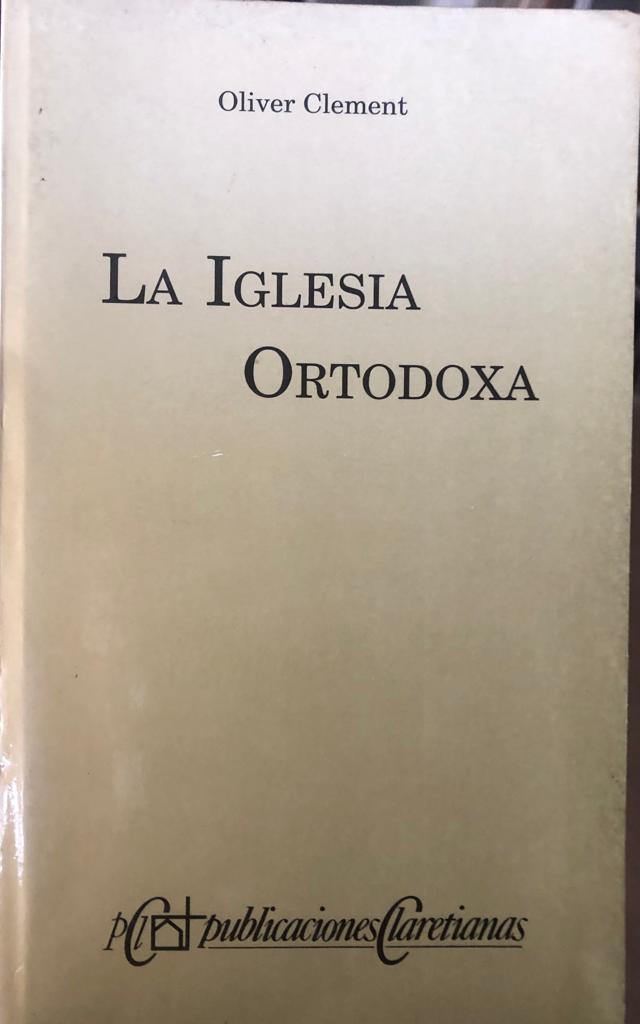 Oliver Clement
LA IGLESIA
ORTODOXA
pCl publicacionesClaretianas